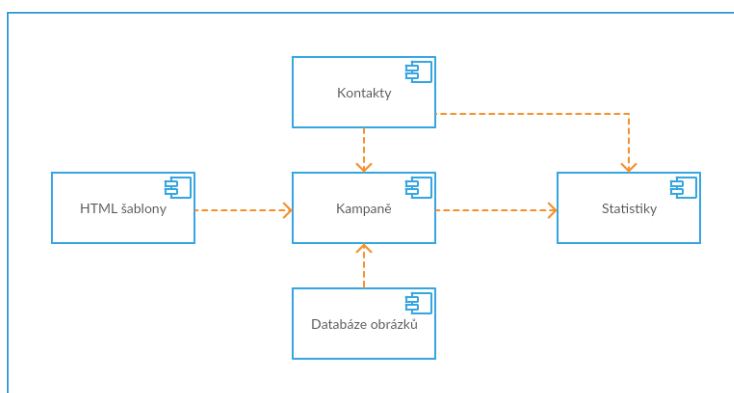 Kontakty
HTML šablony
Kampaně
Statistiky
Databáze obrázků